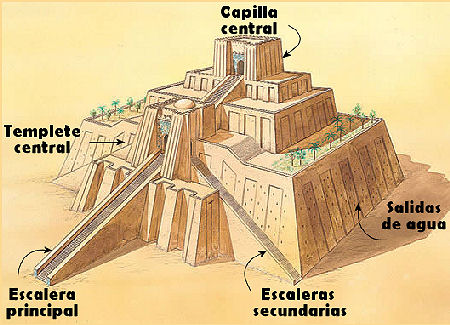 Capilla
central
Templete
central
Salidas
de agua
Escalera
principal
Escaleras
secundarias